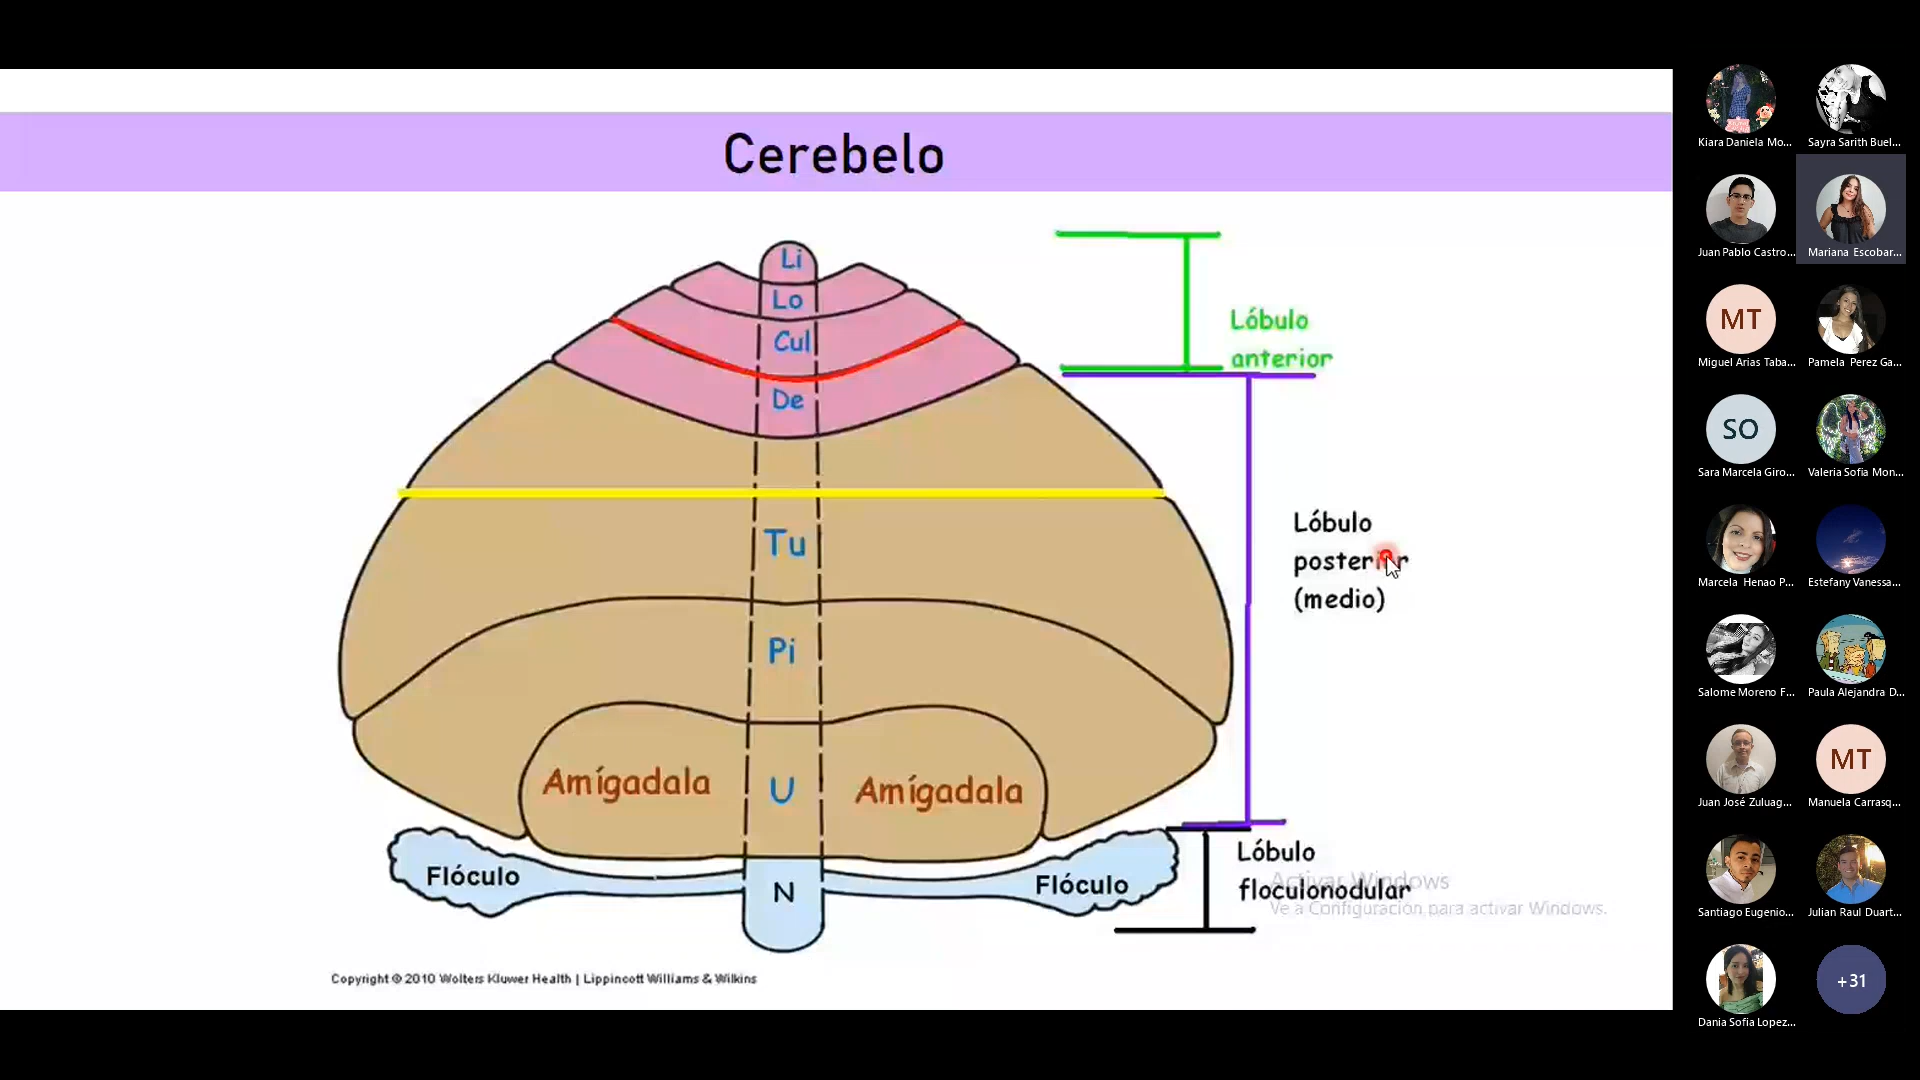 Cerebelo
Li
Lo
Cul
De
Tu
Pi
U
Amígadala
Amígadala
Flóculo
N
Flóculo
Lóbulo
anterior
Lóbulo
posterior
(medio)
Lóbulo
floculonodular
Activar Windows
Ve a Configuración para activar Windows.
Copyright © 2010 Wolters Kluwer Health | Lippincott Williams & Wilkins
Kiara Daniela Mo...
Sayra Sarith Buel...
Juan Pablo Castro...
Mariana Escobar...
MT
Miguel Arias Taba...
Pamela Perez Ga...
SO
Sara Marcela Giro...
Valeria Sofia Mon...
Marcela Henao P...
Estefany Vanessa...
Salome Moreno F...
Paula Alejandra D...
Juan José Zuluag...
MT
Manuela Carrasq...
Santiago Eugenio...
Julian Raul Duart...
Dania Sofia Lopez...
+31